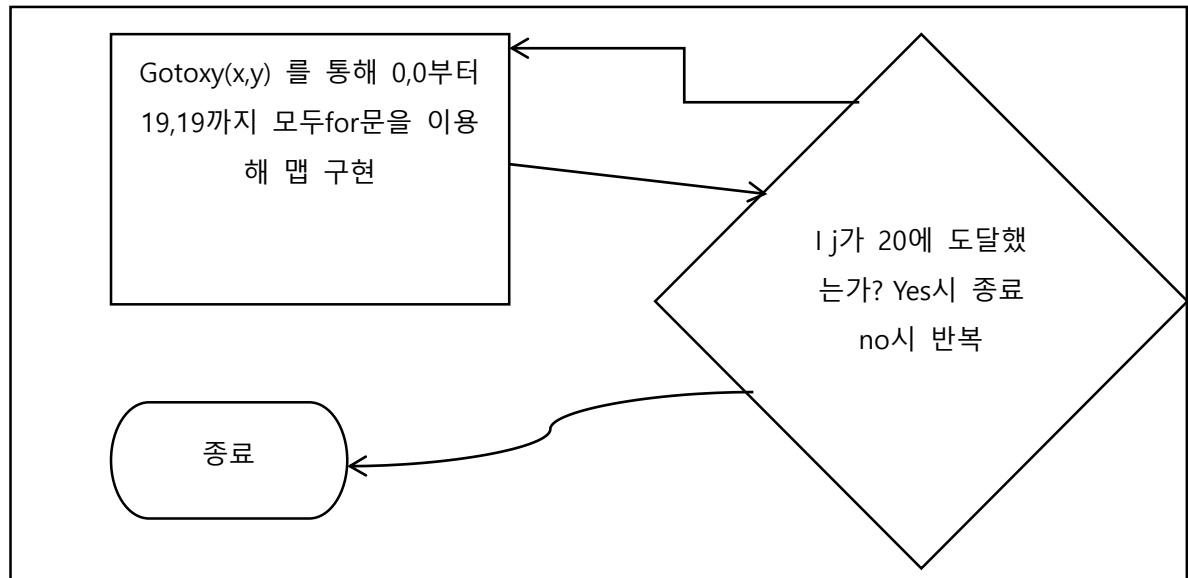 Gotoxy(x,y) 를 통해 0,0부터
19,19까지 모두for문을 이용
해 맵 구현
I j가 20에 도달했
는가? Yes시 종료
no시 반복
종료